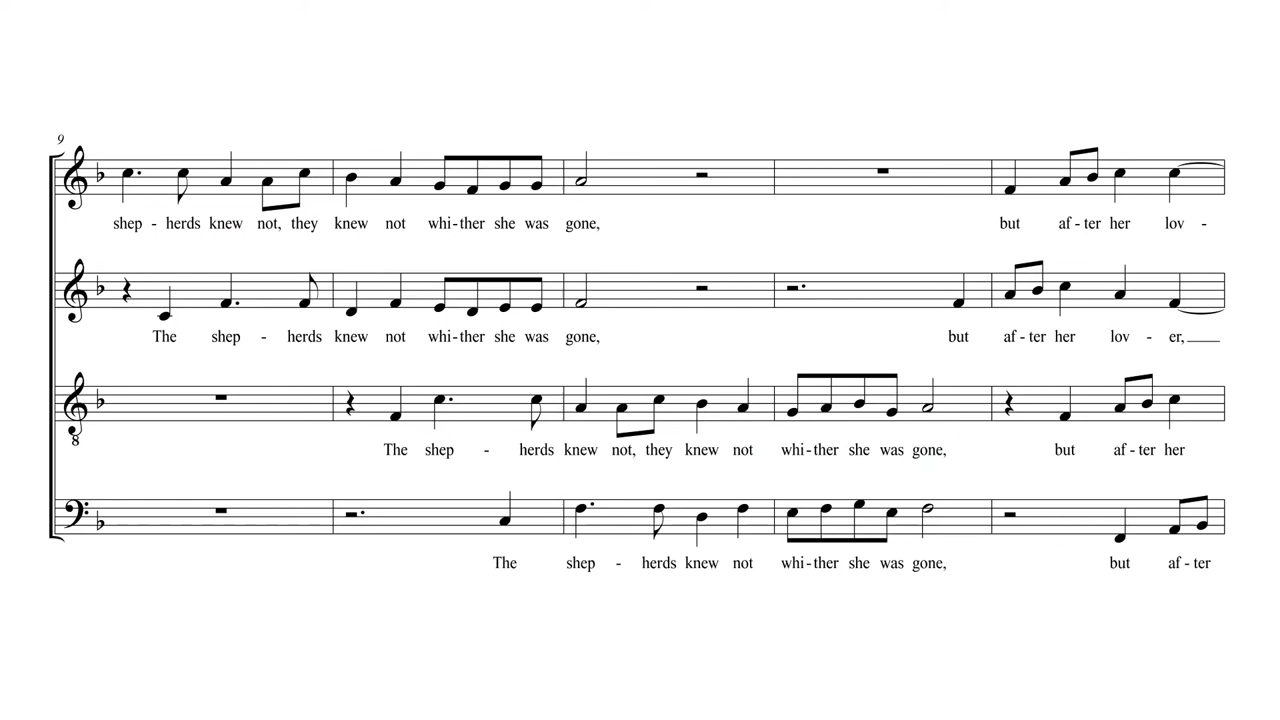 9
shep - herds knew not, they knew not whi-ther she was gone, but af - ter her lov -
The shep - herds knew not whi-ther she was gone, but af - ter her lov - er,
8
The shep - herds knew not, they knew not whi-ther she was gone, but af - ter her
The shep - herds knew not whi-ther she was gone, but af - ter